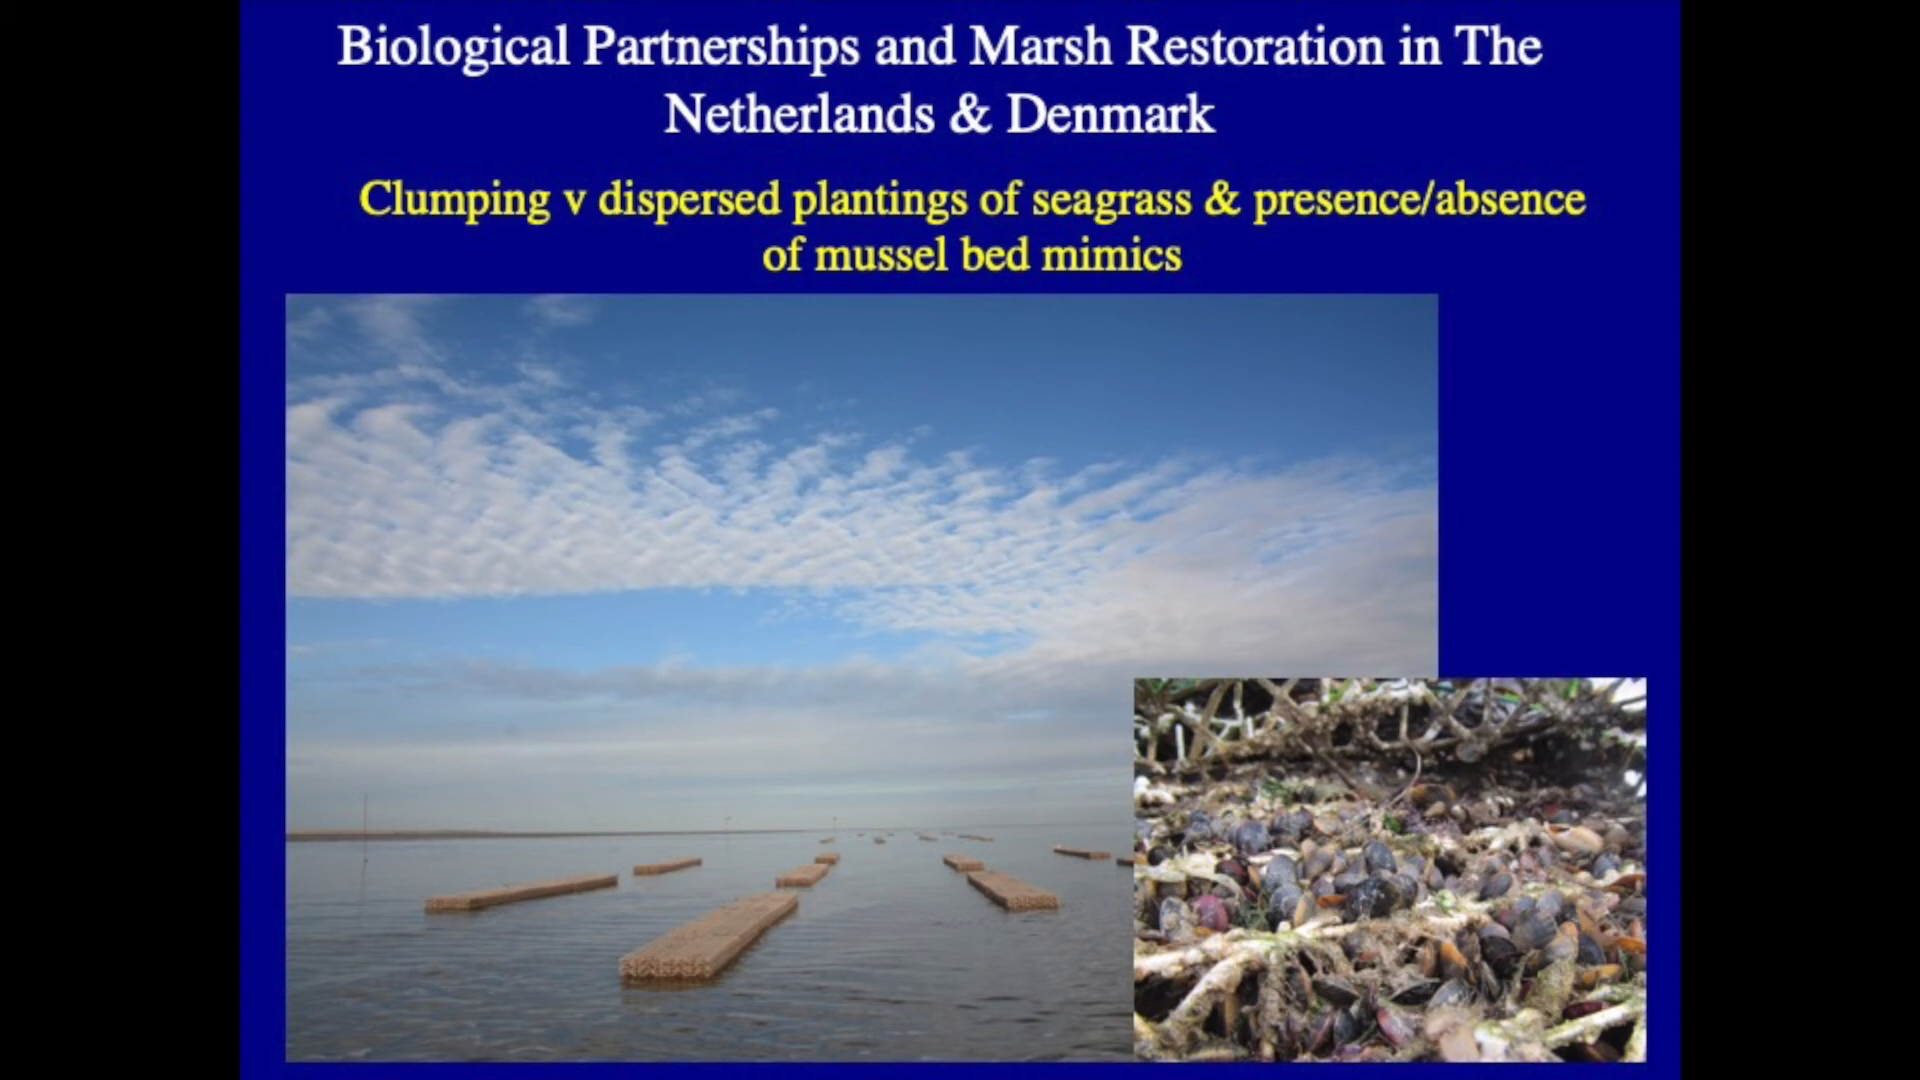 Biological Partnerships and Marsh Restoration in The
Netherlands & Denmark
Clumping v dispersed plantings of seagrass & presence/absence
of mussel bed mimics